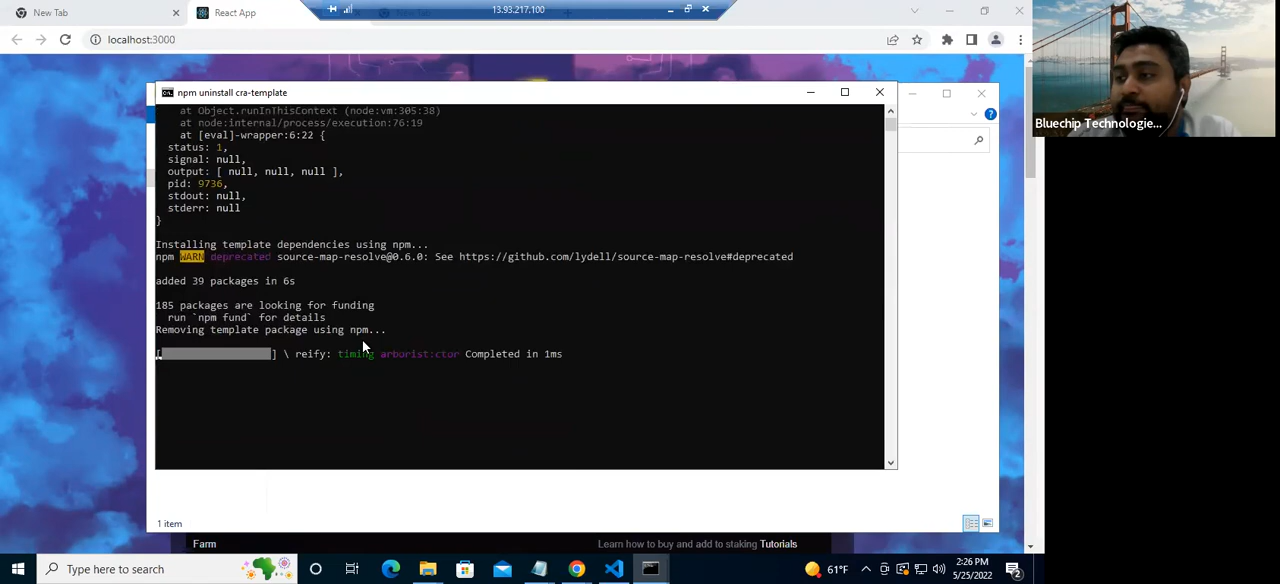 New Tab
React App
New Tab
13.93.217.100
localhost:3000
Bluechip Technologie...
npm uninstall cra-template
at Object.runInThisContext (node:vm:305:38)
at node:internal/process/execution:76:19
at [eval]-wrapper:6:22 {
status: 1,
signal: null,
output: [ null, null, null ],
pid: 9736,
stdout: null,
stderr: null
}
Installing template dependencies using npm...
npm WARN deprecated source-map-resolve@0.6.0: See https://github.com/lydell/source-map-resolve#deprecated
added 39 packages in 6s
185 packages are looking for funding
run `npm fund` for details
Removing template package using npm...
[ ] \ reify: timing arborist:ctor Completed in 1ms
1 item
Farm
Learn how to buy and add to staking Tutorials
Type here to search
61°F
2:26 PM
5/25/2022
2